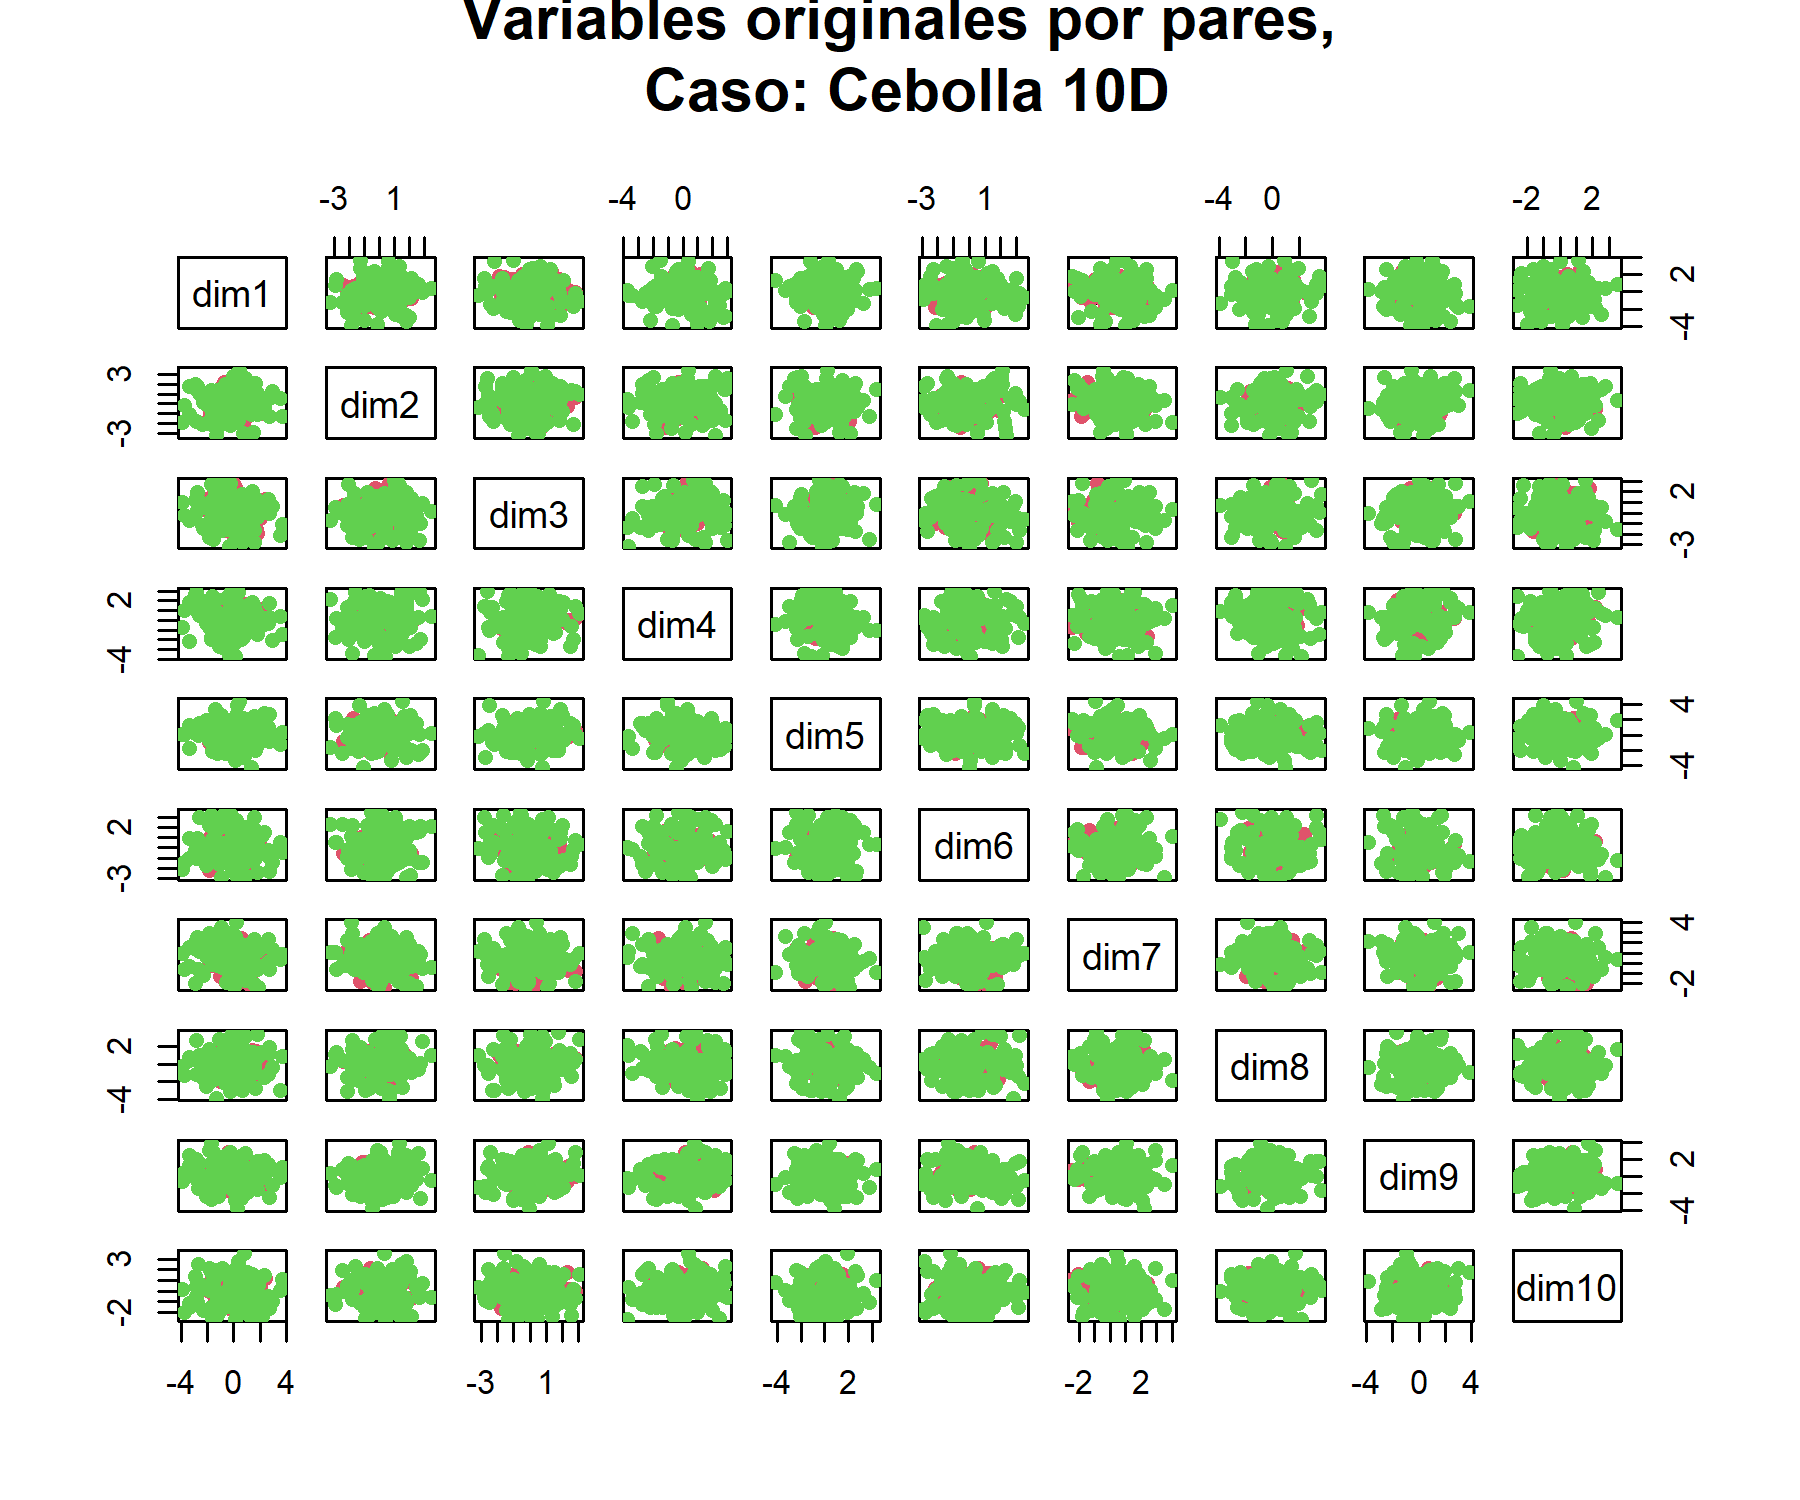 Variables originales por pares,
Caso: Cebolla 10D
-3 1 -4 0 -3 1 -4 0 -2 2
dim1 2 -4
3 -3 dim2
dim3 2 -3
2 -4 dim4
dim5 4 -4
2 -3 dim6
dim7 4 -2
2 -4 dim8
dim9 2 -4
3 -2 dim10
-4 0 4 -3 1 -4 2 -2 2 -4 0 4